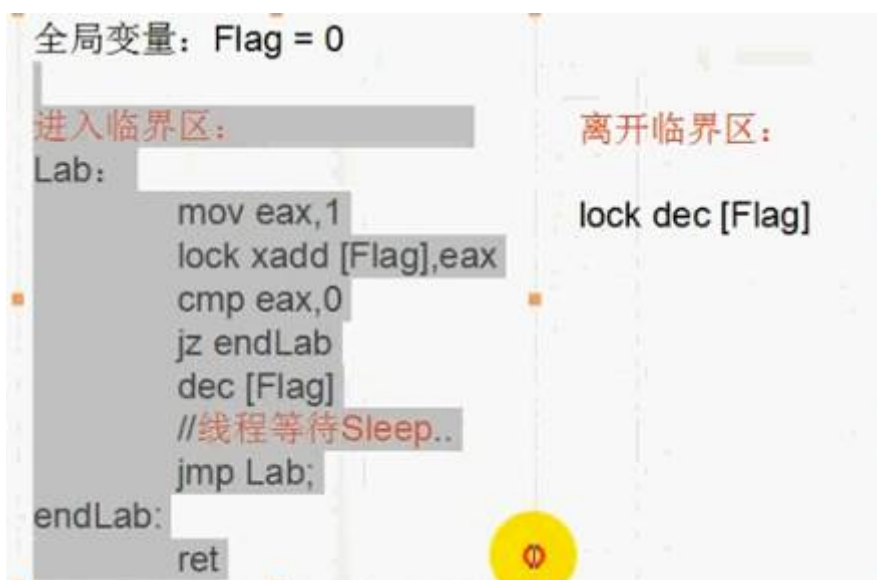 全局变量：Flag = 0
进入临界区：
Lab：
mov eax,1
lock xadd [Flag],eax
cmp eax,0
jz endLab
dec [Flag]
//线程等待Sleep..
jmp Lab;
endLab:
ret
离开临界区：
lock dec [Flag]